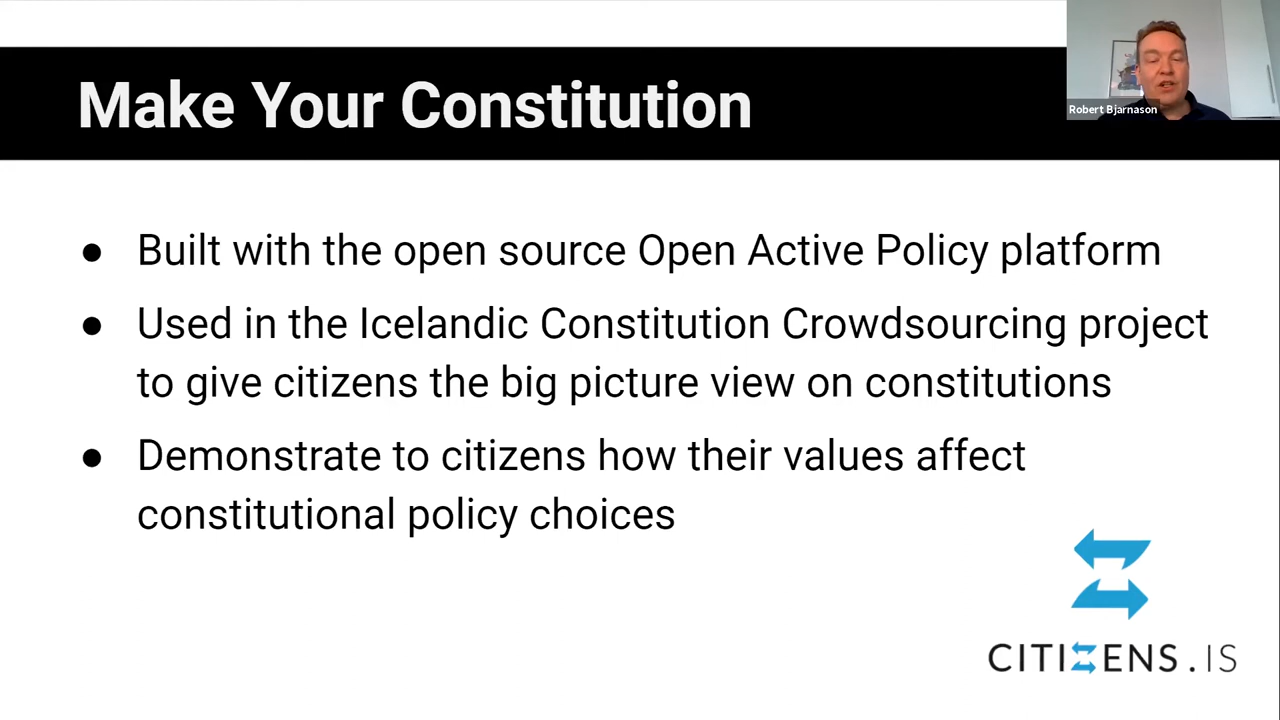 Make Your Constitution
Robert Bjarnason
● Built with the open source Open Active Policy platform
● Used in the Icelandic Constitution Crowdsourcing project
to give citizens the big picture view on constitutions
● Demonstrate to citizens how their values affect
constitutional policy choices
CITIZENS.IS